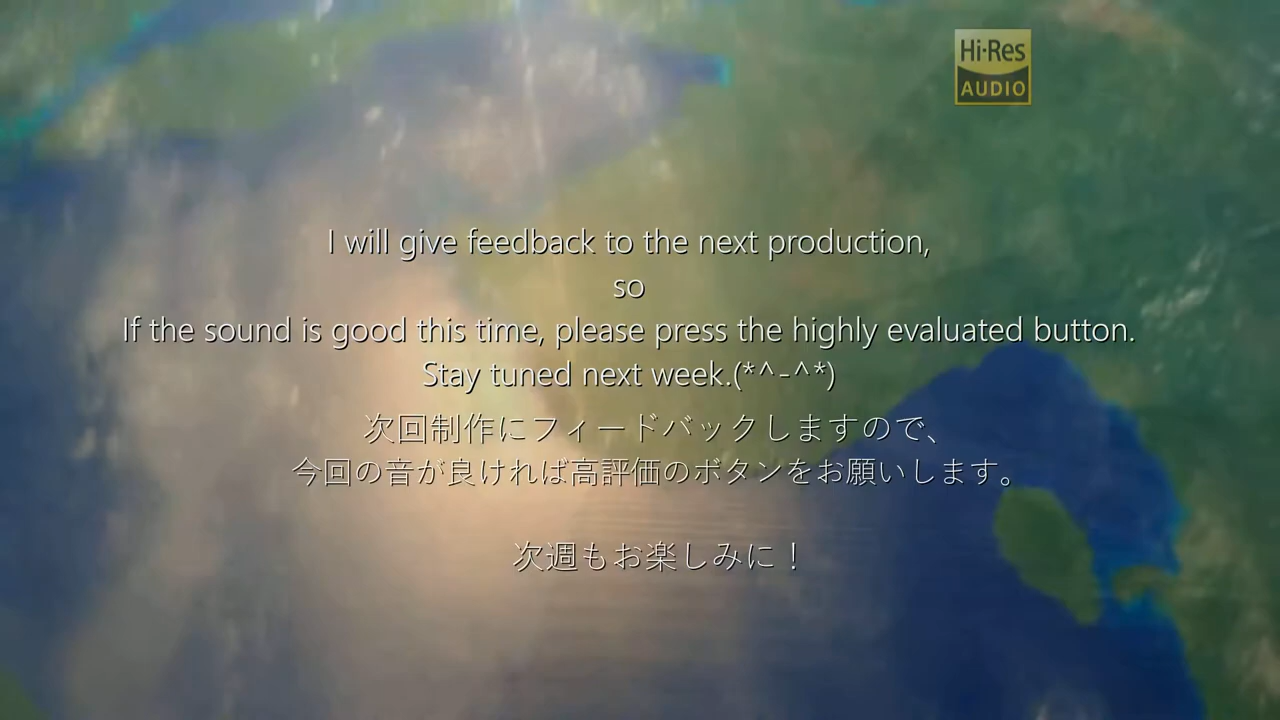 Hi-Res
AUDIO
I will give feedback to the next production,
so
If the sound is good this time, please press the highly evaluated button.
Stay tuned next week.(*^-^*)
次回制作にフィードバックしますので、
今回の音が良ければ高評価のボタンをお願いします。
次週もお楽しみに！